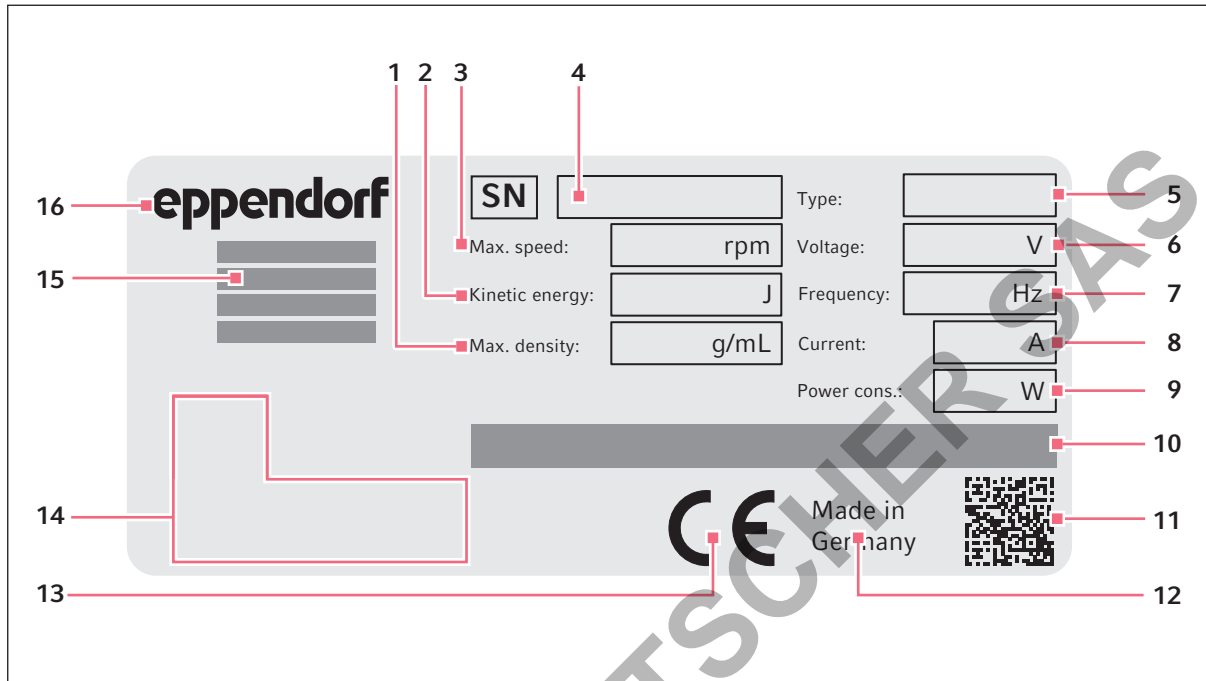 1 2 3 4
16 eppendorf SN Type: 5
15 Max. speed: rpm Voltage: V 6
Kinetic energy: J Frequency: Hz 7
Max. density: g/mL Current: A 8
Power cons.: W 9
10
14 CE Made in 11
Germany
13 12
TSCHER SAS